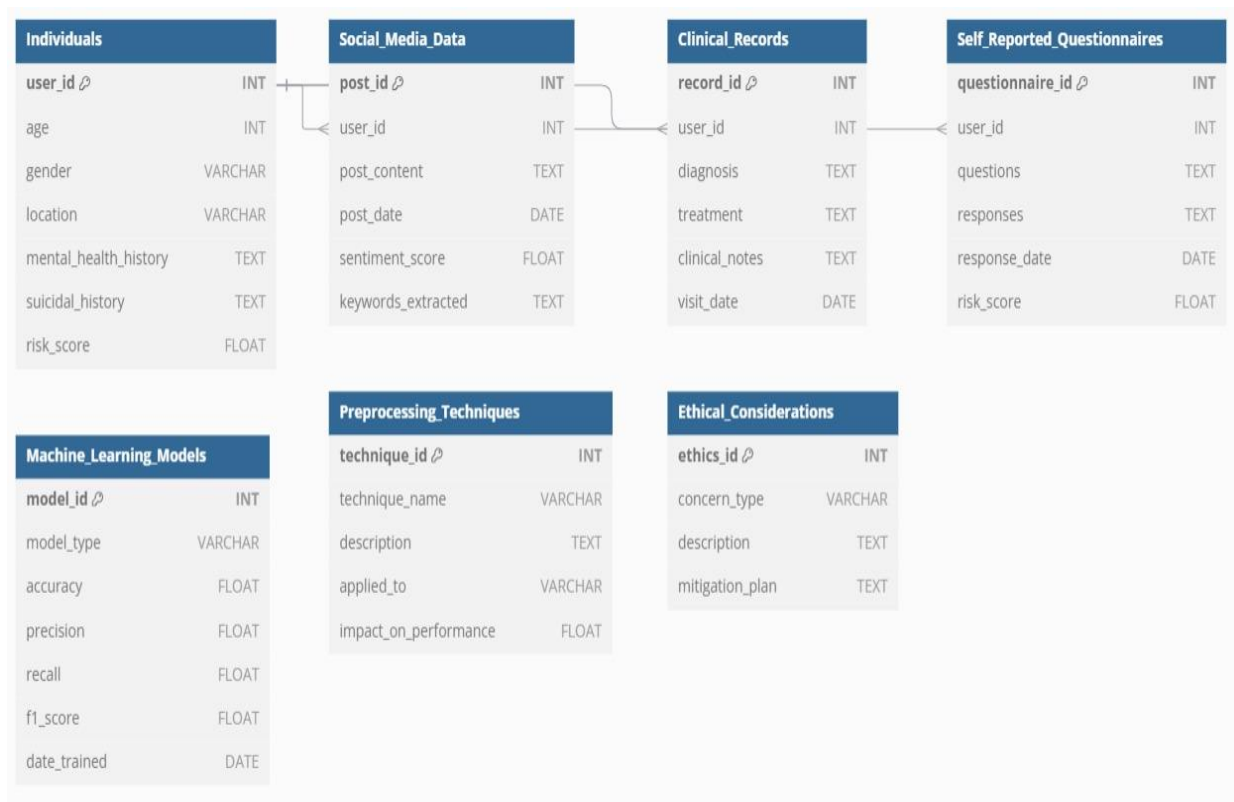 Individuals
user_id INT
age INT
gender VARCHAR
location VARCHAR
mental_health_history TEXT
suicidal_history TEXT
risk_score FLOAT
Social_Media_Data
post_id INT
user_id INT
post_content TEXT
post_date DATE
sentiment_score FLOAT
keywords_extracted TEXT
Clinical_Records
record_id INT
user_id INT
diagnosis TEXT
treatment TEXT
clinical_notes TEXT
visit_date DATE
Self_Reported_Questionnaires
questionnaire_id INT
user_id INT
questions TEXT
responses TEXT
response_date DATE
risk_score FLOAT
Machine_Learning_Models
model_id INT
model_type VARCHAR
accuracy FLOAT
precision FLOAT
recall FLOAT
f1_score FLOAT
date_trained DATE
Preprocessing_Techniques
technique_id INT
technique_name VARCHAR
description TEXT
applied_to VARCHAR
impact_on_performance FLOAT
Ethical_Considerations
ethics_id INT
concern_type VARCHAR
description TEXT
mitigation_plan TEXT